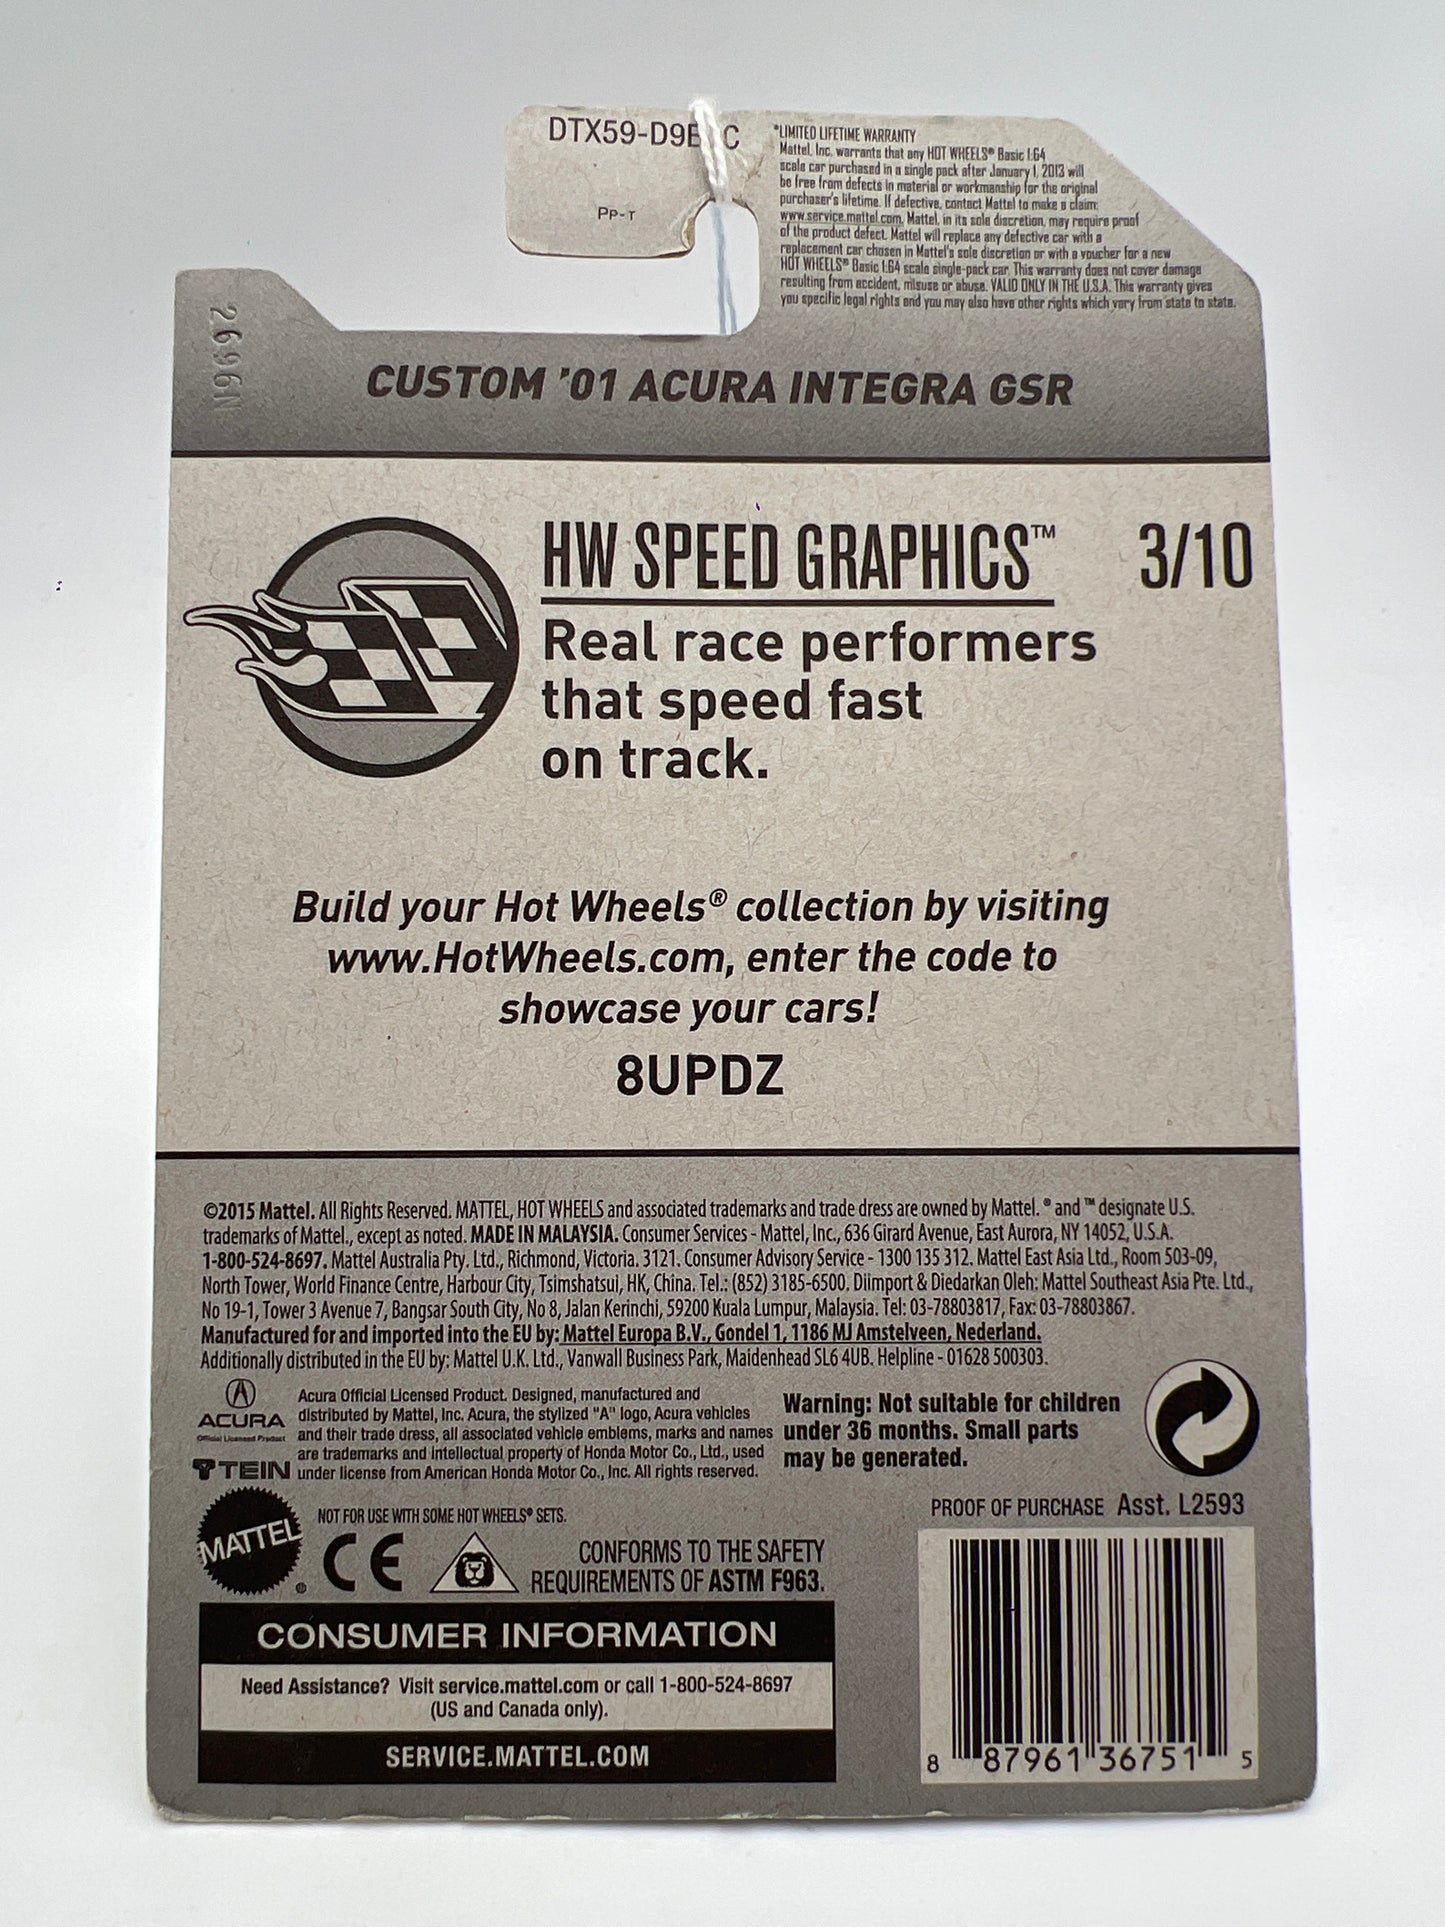 DTX59-D9B C
PP-T
*LIMITED LIFETIME WARRANTY
Mattel, Inc. warrants that any HOT WHEELS® Basic 1:64
scale car purchased in a single pack after January 1, 2013 will
be free from defects in material or workmanship for the original
purchaser's lifetime. If defective, contact Mattel to make a claim:
www.service.mattel.com. Mattel, in its sole discretion, may require proof
of the product defect. Mattel will replace any defective car with a
replacement car chosen in Mattel's sole discretion or with a voucher for a new
HOT WHEELS® Basic 1:64 scale single-pack car. This warranty does not cover damage
resulting from accident, misuse or abuse. VALID ONLY IN THE U.S.A. This warranty gives
you specific legal rights and you may also have other rights which vary from state to state.
2696N
CUSTOM '01 ACURA INTEGRA GSR
HW SPEED GRAPHICS™ 3/10
Real race performers
that speed fast
on track.
Build your Hot Wheels® collection by visiting
www.HotWheels.com, enter the code to
showcase your cars!
8UPDZ
©2015 Mattel. All Rights Reserved. MATTEL, HOT WHEELS and associated trademarks and trade dress are owned by Mattel. ® and ™ designate U.S.
trademarks of Mattel., except as noted. MADE IN MALAYSIA. Consumer Services - Mattel, Inc., 636 Girard Avenue, East Aurora, NY 14052, U.S.A.
1-800-524-8697. Mattel Australia Pty. Ltd., Richmond, Victoria. 3121. Consumer Advisory Service - 1300 135 312. Mattel East Asia Ltd., Room 503-09,
North Tower, World Finance Centre, Harbour City, Tsimshatsui, HK, China. Tel.: (852) 3185-6500. Diimport & Diedarkan Oleh: Mattel Southeast Asia Pte. Ltd.,
No 19-1, Tower 3 Avenue 7, Bangsar South City, No 8, Jalan Kerinchi, 59200 Kuala Lumpur, Malaysia. Tel: 03-78803817, Fax: 03-78803867.
Manufactured for and imported into the EU by: Mattel Europa B.V., Gondel 1, 1186 MJ Amstelveen, Nederland.
Additionally distributed in the EU by: Mattel U.K. Ltd., Vanwall Business Park, Maidenhead SL6 4UB. Helpline - 01628 500303.
ACURA
Official Licensed Product
TEIN
Acura Official Licensed Product. Designed, manufactured and
distributed by Mattel, Inc. Acura, the stylized "A" logo, Acura vehicles
and their trade dress, all associated vehicle emblems, marks and names
are trademarks and intellectual property of Honda Motor Co., Ltd., used
under license from American Honda Motor Co., Inc. All rights reserved.
Warning: Not suitable for children
under 36 months. Small parts
may be generated.
PROOF OF PURCHASE Asst. L2593
MATTEL®
NOT FOR USE WITH SOME HOT WHEELS® SETS.
CE
CONFORMS TO THE SAFETY
REQUIREMENTS OF ASTM F963.
CONSUMER INFORMATION
Need Assistance? Visit service.mattel.com or call 1-800-524-8697
(US and Canada only).
SERVICE.MATTEL.COM
8 87961 36751 5